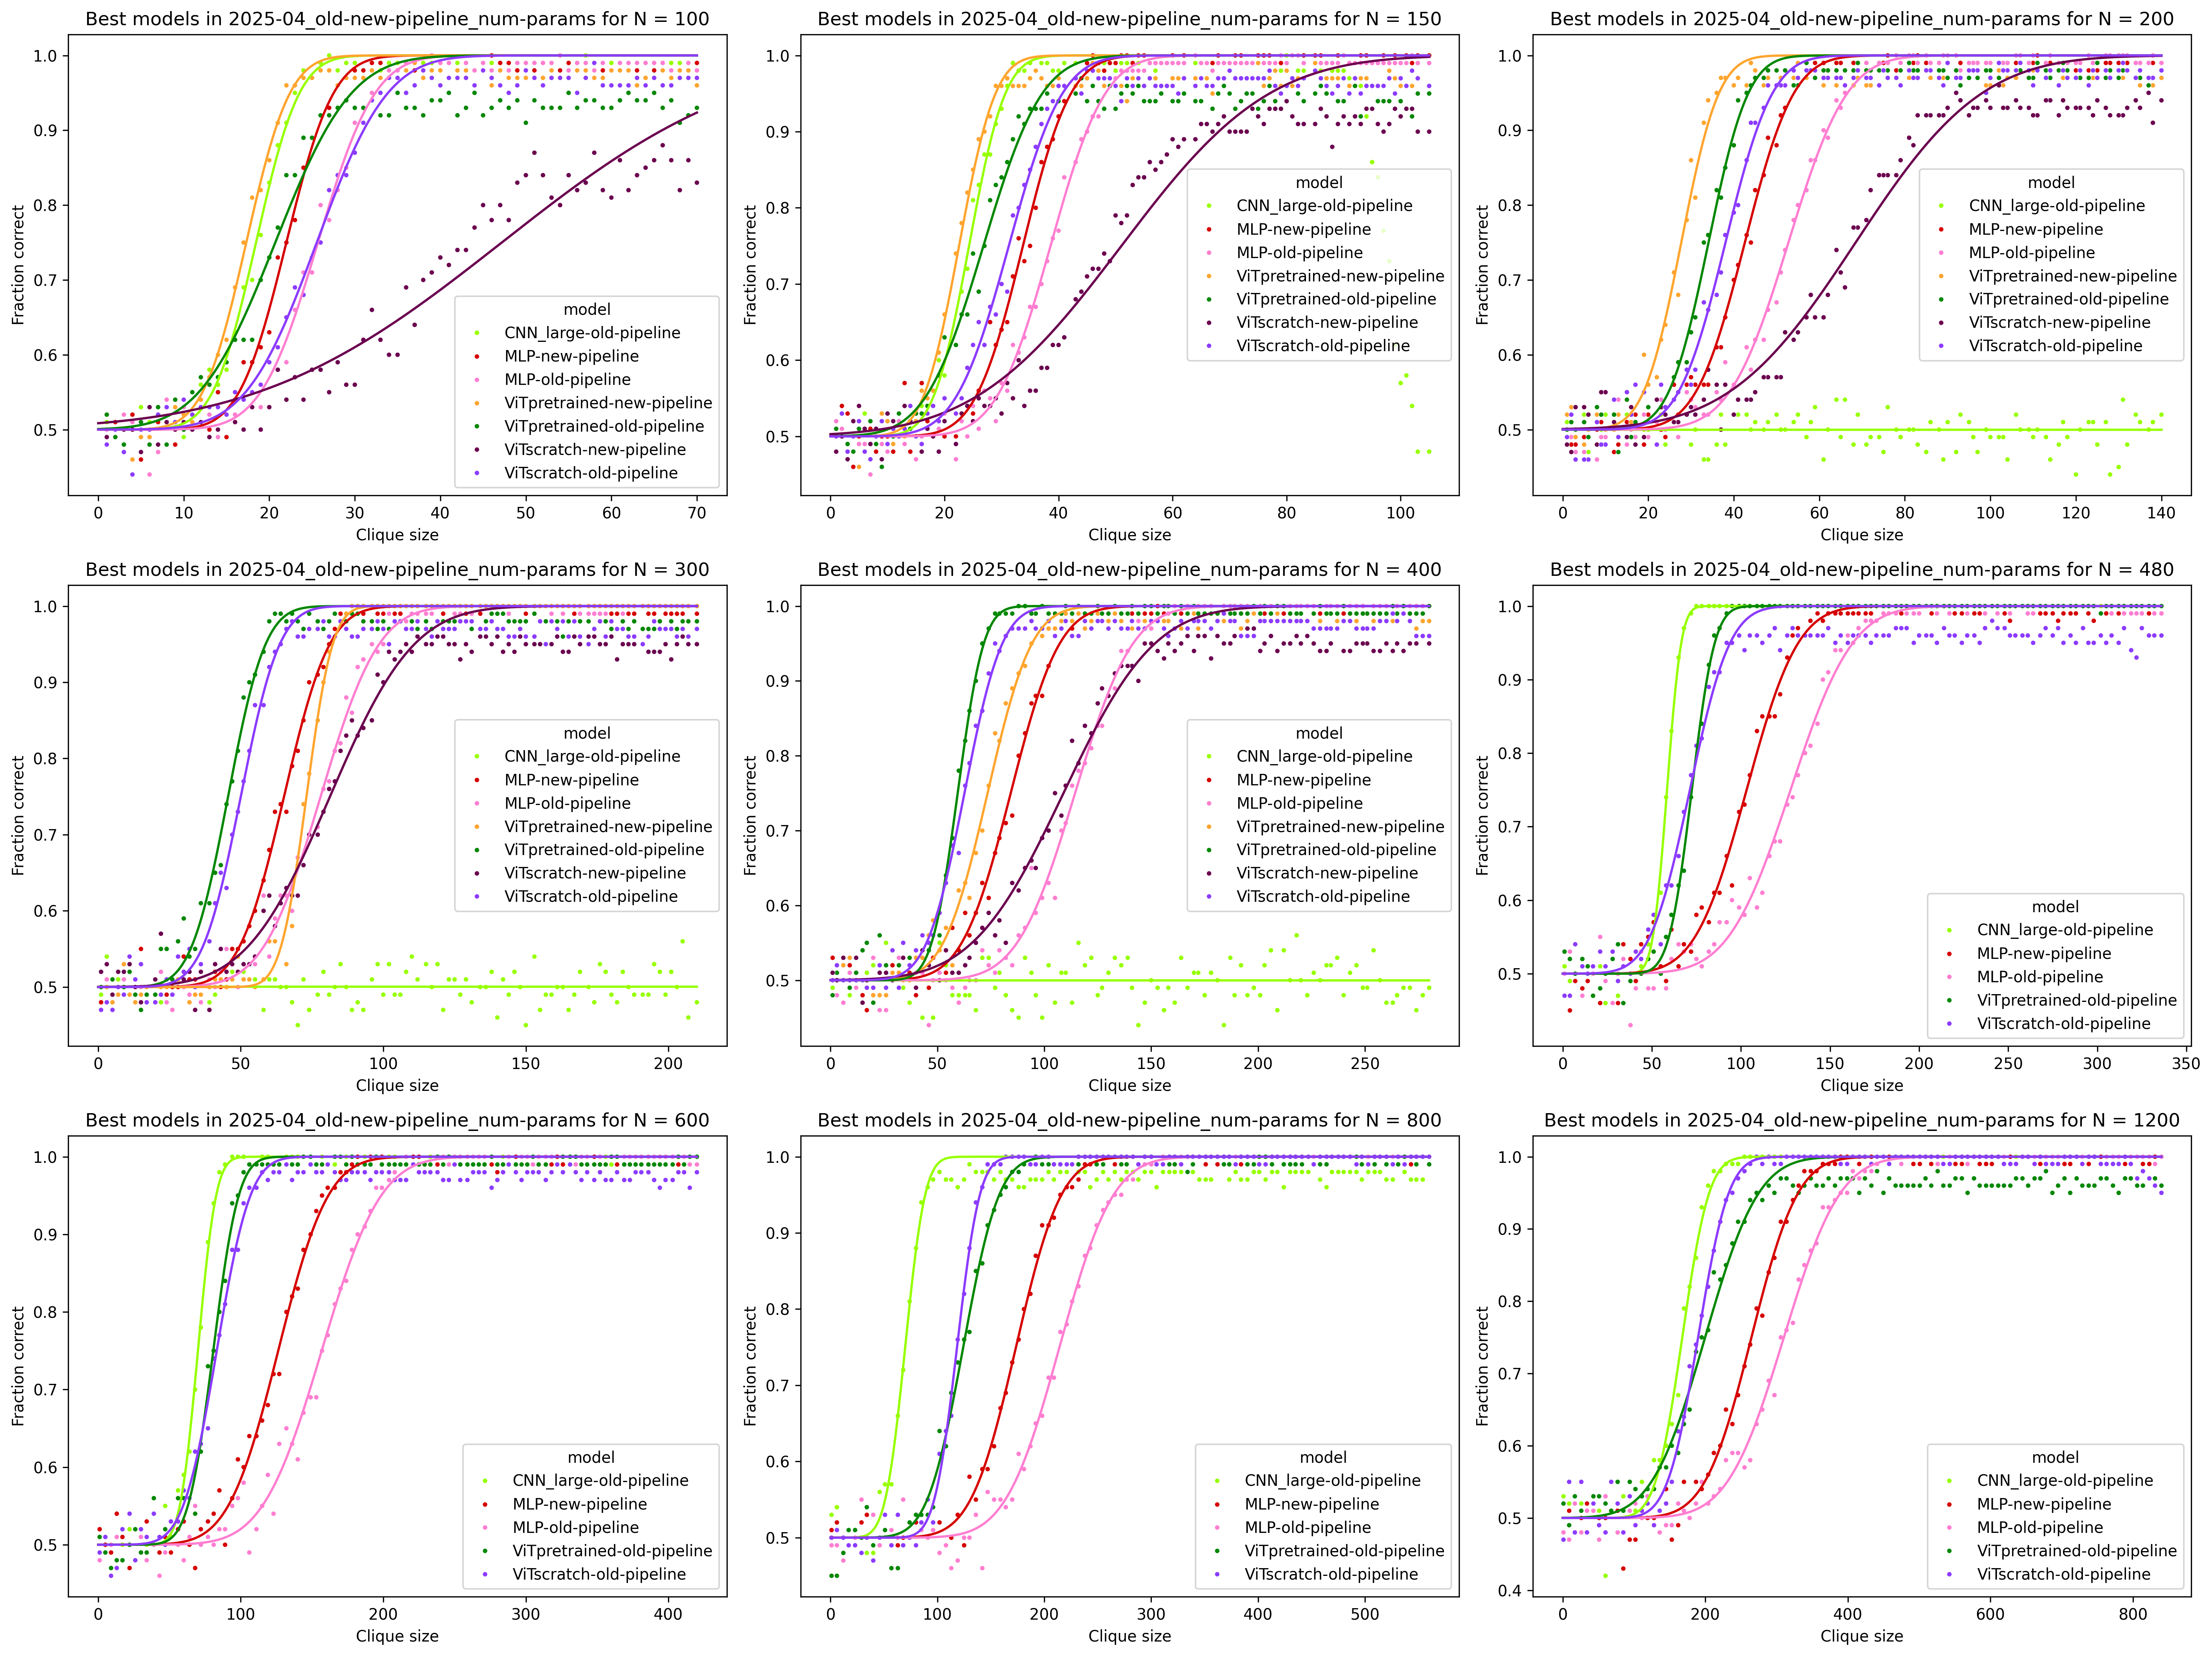 Best models in 2025-04_old-new-pipeline_num-params for N = 100
Fraction correct
1.0
0.9
0.8
0.7
0.6
0.5
model
CNN_large-old-pipeline
MLP-new-pipeline
MLP-old-pipeline
ViTpretrained-new-pipeline
ViTpretrained-old-pipeline
ViTscratch-new-pipeline
ViTscratch-old-pipeline
0 10 20 30 40 50 60 70
Clique size
Best models in 2025-04_old-new-pipeline_num-params for N = 150
Fraction correct
1.0
0.9
0.8
0.7
0.6
0.5
model
CNN_large-old-pipeline
MLP-new-pipeline
MLP-old-pipeline
ViTpretrained-new-pipeline
ViTpretrained-old-pipeline
ViTscratch-new-pipeline
ViTscratch-old-pipeline
0 20 40 60 80 100
Clique size
Best models in 2025-04_old-new-pipeline_num-params for N = 200
Fraction correct
1.0
0.9
0.8
0.7
0.6
0.5
model
CNN_large-old-pipeline
MLP-new-pipeline
MLP-old-pipeline
ViTpretrained-new-pipeline
ViTpretrained-old-pipeline
ViTscratch-new-pipeline
ViTscratch-old-pipeline
0 20 40 60 80 100 120 140
Clique size
Best models in 2025-04_old-new-pipeline_num-params for N = 300
Fraction correct
1.0
0.9
0.8
0.7
0.6
0.5
model
CNN_large-old-pipeline
MLP-new-pipeline
MLP-old-pipeline
ViTpretrained-new-pipeline
ViTpretrained-old-pipeline
ViTscratch-new-pipeline
ViTscratch-old-pipeline
0 50 100 150 200
Clique size
Best models in 2025-04_old-new-pipeline_num-params for N = 400
Fraction correct
1.0
0.9
0.8
0.7
0.6
0.5
model
CNN_large-old-pipeline
MLP-new-pipeline
MLP-old-pipeline
ViTpretrained-new-pipeline
ViTpretrained-old-pipeline
ViTscratch-new-pipeline
ViTscratch-old-pipeline
0 50 100 150 200 250
Clique size
Best models in 2025-04_old-new-pipeline_num-params for N = 480
Fraction correct
1.0
0.9
0.8
0.7
0.6
0.5
model
CNN_large-old-pipeline
MLP-new-pipeline
MLP-old-pipeline
ViTpretrained-old-pipeline
ViTscratch-old-pipeline
0 50 100 150 200 250 300 350
Clique size
Best models in 2025-04_old-new-pipeline_num-params for N = 600
Fraction correct
1.0
0.9
0.8
0.7
0.6
0.5
model
CNN_large-old-pipeline
MLP-new-pipeline
MLP-old-pipeline
ViTpretrained-old-pipeline
ViTscratch-old-pipeline
0 100 200 300 400
Clique size
Best models in 2025-04_old-new-pipeline_num-params for N = 800
Fraction correct
1.0
0.9
0.8
0.7
0.6
0.5
model
CNN_large-old-pipeline
MLP-new-pipeline
MLP-old-pipeline
ViTpretrained-old-pipeline
ViTscratch-old-pipeline
0 100 200 300 400 500
Clique size
Best models in 2025-04_old-new-pipeline_num-params for N = 1200
Fraction correct
1.0
0.9
0.8
0.7
0.6
0.5
0.4
model
CNN_large-old-pipeline
MLP-new-pipeline
MLP-old-pipeline
ViTpretrained-old-pipeline
ViTscratch-old-pipeline
0 200 400 600 800
Clique size